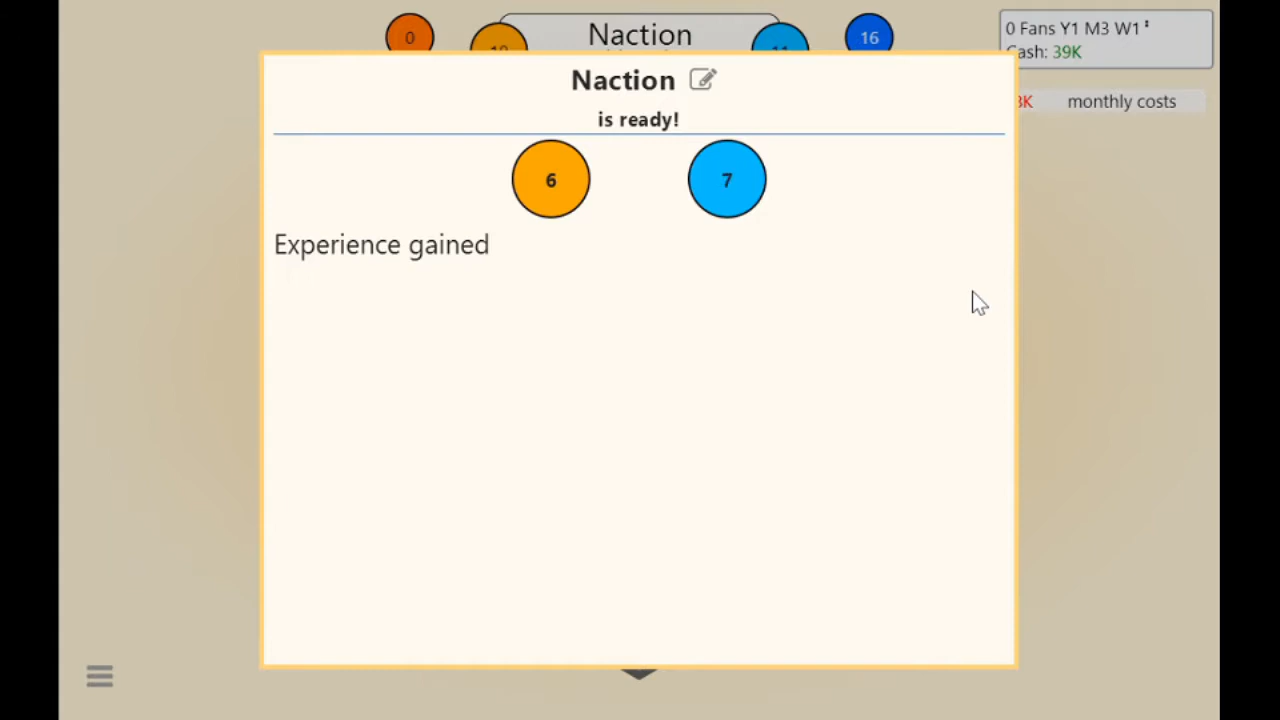 0
Naction
16
0 Fans Y1 M3 W1
Cash: 39K
Naction
is ready!
monthly costs
6
7
Experience gained